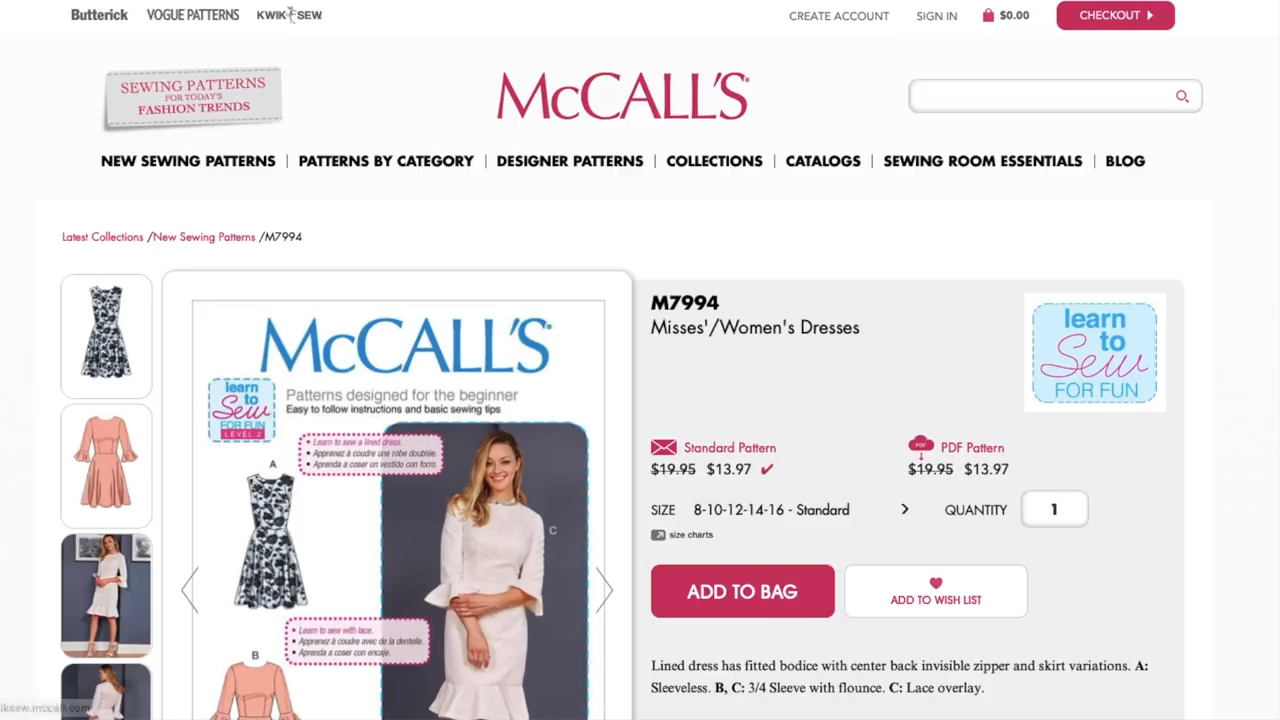 Butterick VOGUE PATTERNS KWIK SEW CREATE ACCOUNT SIGN IN $0.00 CHECKOUT
SEWING PATTERNS
FOR TODAY'S
FASHION TRENDS
McCALL'S
NEW SEWING PATTERNS | PATTERNS BY CATEGORY | DESIGNER PATTERNS | COLLECTIONS | CATALOGS | SEWING ROOM ESSENTIALS | BLOG
Latest Collections /New Sewing Patterns /M7994
McCALL'S
learn
to
Sew
FOR FUN
LEVEL 2
Patterns designed for the beginner
Easy to follow instructions and basic sewing tips
• Learn to sew a lined dress.
• Apprenez à coudre une robe doublée.
• Aprenda a coser un vestido con forro.
A
C
• Learn to sew with lace.
• Apprenez à coudre avec de la dentelle.
• Aprenda a coser con encaje.
B
M7994
Misses'/Women's Dresses
learn
to
Sew
FOR FUN
Standard Pattern
$19.95 $13.97
PDF
PDF Pattern
$19.95 $13.97
SIZE 8-10-12-14-16 - Standard QUANTITY 1
size charts
ADD TO BAG
ADD TO WISH LIST
Lined dress has fitted bodice with center back invisible zipper and skirt variations. A:
Sleeveless. B, C: 3/4 Sleeve with flounce. C: Lace overlay.
iksew.mccall.com